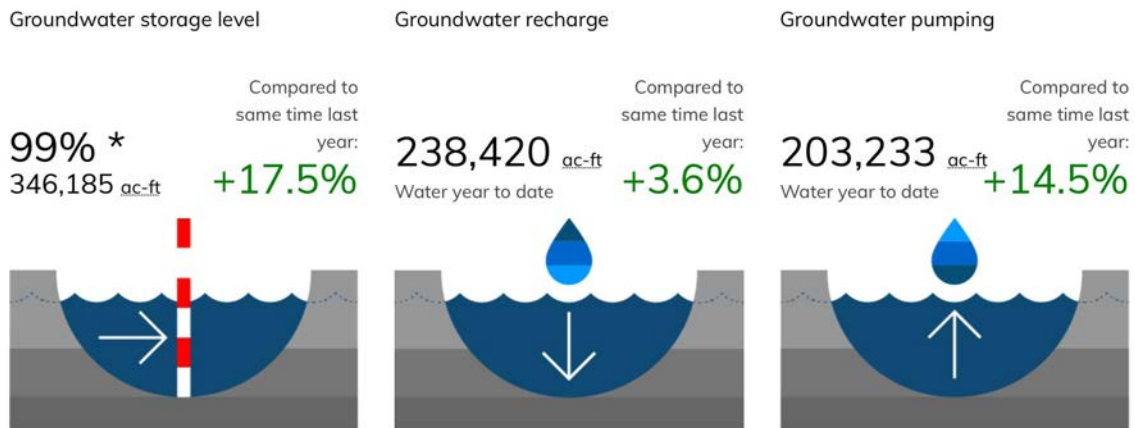 Groundwater storage level
Compared to
same time last
year:
99% *
346,185 ac-ft
+17.5%
Groundwater recharge
Compared to
same time last
year:
238,420 ac-ft
Water year to date
+3.6%
Groundwater pumping
Compared to
same time last
year:
203,233 ac-ft
Water year to date
+14.5%